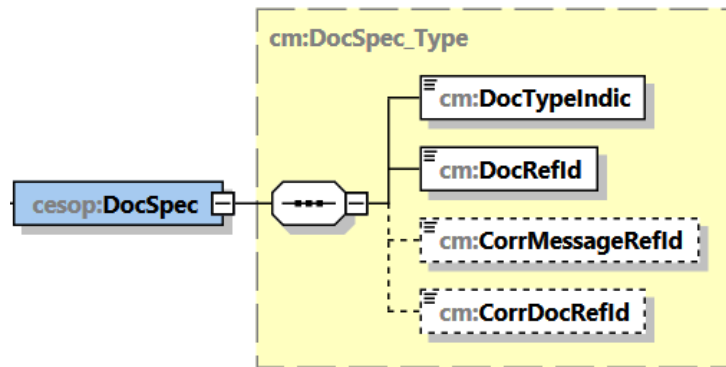 cm:DocSpec_Type
cm:DocTypeIndic
cm:DocRefId
cesop:DocSpec
cm:CorrMessageRefId
cm:CorrDocRefId